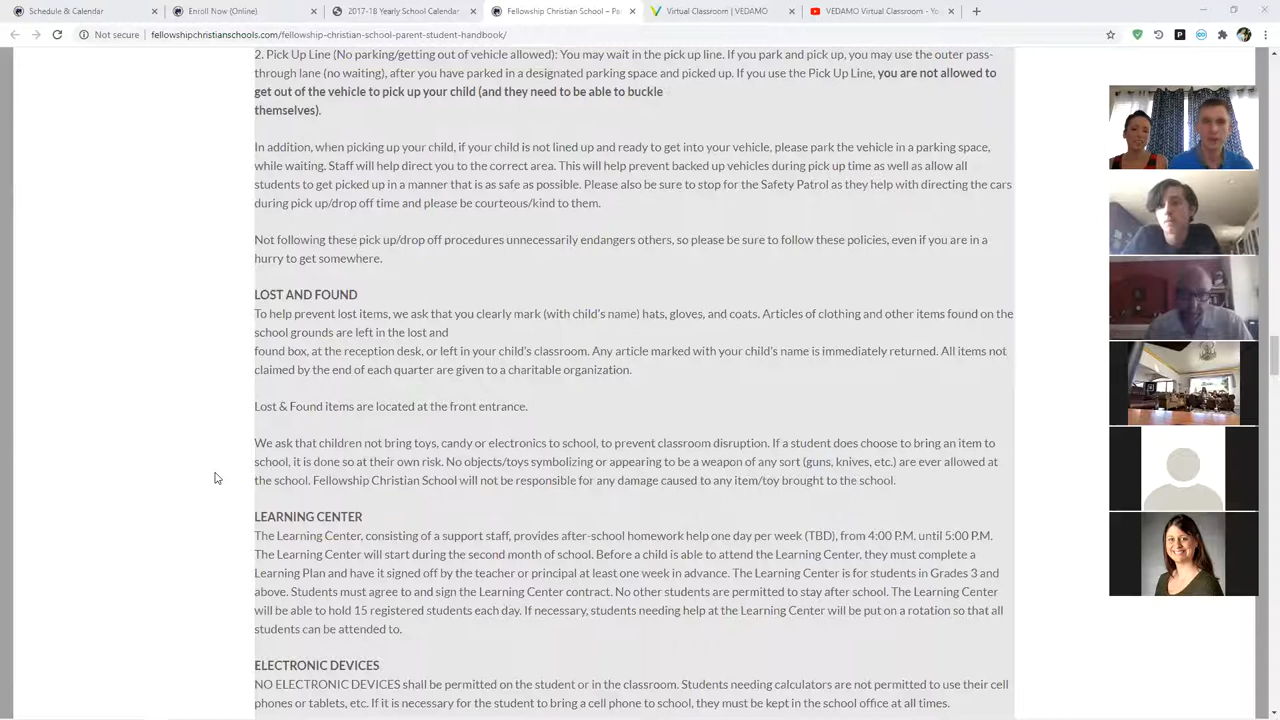 Schedule & Calendar
Enroll Now (Online)
2017-18 Yearly School Calendar
Fellowship Christian School – Pa
Virtual Classroom | VEDAMO
VEDAMO Virtual Classroom - Yo
Not secure
fellowshipchristianschools.com/fellowship-christian-school-parent-student-handbook/
2. Pick Up Line (No parking/getting out of vehicle allowed): You may wait in the pick up line. If you park and pick up, you may use the outer pass-
through lane (no waiting), after you have parked in a designated parking space and picked up. If you use the Pick Up Line, you are not allowed to
get out of the vehicle to pick up your child (and they need to be able to buckle
themselves).
In addition, when picking up your child, if your child is not lined up and ready to get into your vehicle, please park the vehicle in a parking space,
while waiting. Staff will help direct you to the correct area. This will help prevent backed up vehicles during pick up time as well as allow all
students to get picked up in a manner that is as safe as possible. Please also be sure to stop for the Safety Patrol as they help with directing the cars
during pick up/drop off time and please be courteous/kind to them.
Not following these pick up/drop off procedures unnecessarily endangers others, so please be sure to follow these policies, even if you are in a
hurry to get somewhere.
LOST AND FOUND
To help prevent lost items, we ask that you clearly mark (with child's name) hats, gloves, and coats. Articles of clothing and other items found on the
school grounds are left in the lost and
found box, at the reception desk, or left in your child's classroom. Any article marked with your child's name is immediately returned. All items not
claimed by the end of each quarter are given to a charitable organization.
Lost & Found items are located at the front entrance.
We ask that children not bring toys, candy or electronics to school, to prevent classroom disruption. If a student does choose to bring an item to
school, it is done so at their own risk. No objects/toys symbolizing or appearing to be a weapon of any sort (guns, knives, etc.) are ever allowed at
the school. Fellowship Christian School will not be responsible for any damage caused to any item/toy brought to the school.
LEARNING CENTER
The Learning Center, consisting of a support staff, provides after-school homework help one day per week (TBD), from 4:00 P.M. until 5:00 P.M.
The Learning Center will start during the second month of school. Before a child is able to attend the Learning Center, they must complete a
Learning Plan and have it signed off by the teacher or principal at least one week in advance. The Learning Center is for students in Grades 3 and
above. Students must agree to and sign the Learning Center contract. No other students are permitted to stay after school. The Learning Center
will be able to hold 15 registered students each day. If necessary, students needing help at the Learning Center will be put on a rotation so that all
students can be attended to.
ELECTRONIC DEVICES
NO ELECTRONIC DEVICES shall be permitted on the student or in the classroom. Students needing calculators are not permitted to use their cell
phones or tablets, etc. If it is necessary for the student to bring a cell phone to school, they must be kept in the school office at all times.